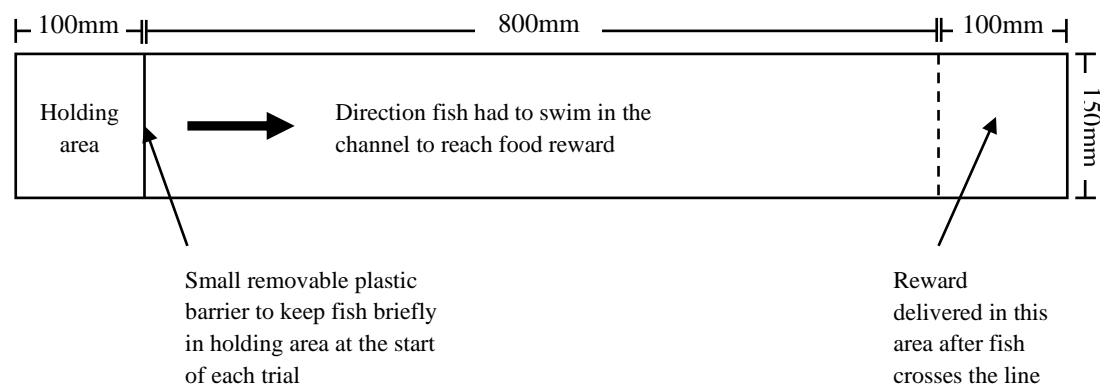 100mm
800mm
100mm
Holding
area
Direction fish had to swim in the
channel to reach food reward
150mm
Small removable plastic
barrier to keep fish briefly
in holding area at the start
of each trial
Reward
delivered in this
area after fish
crosses the line